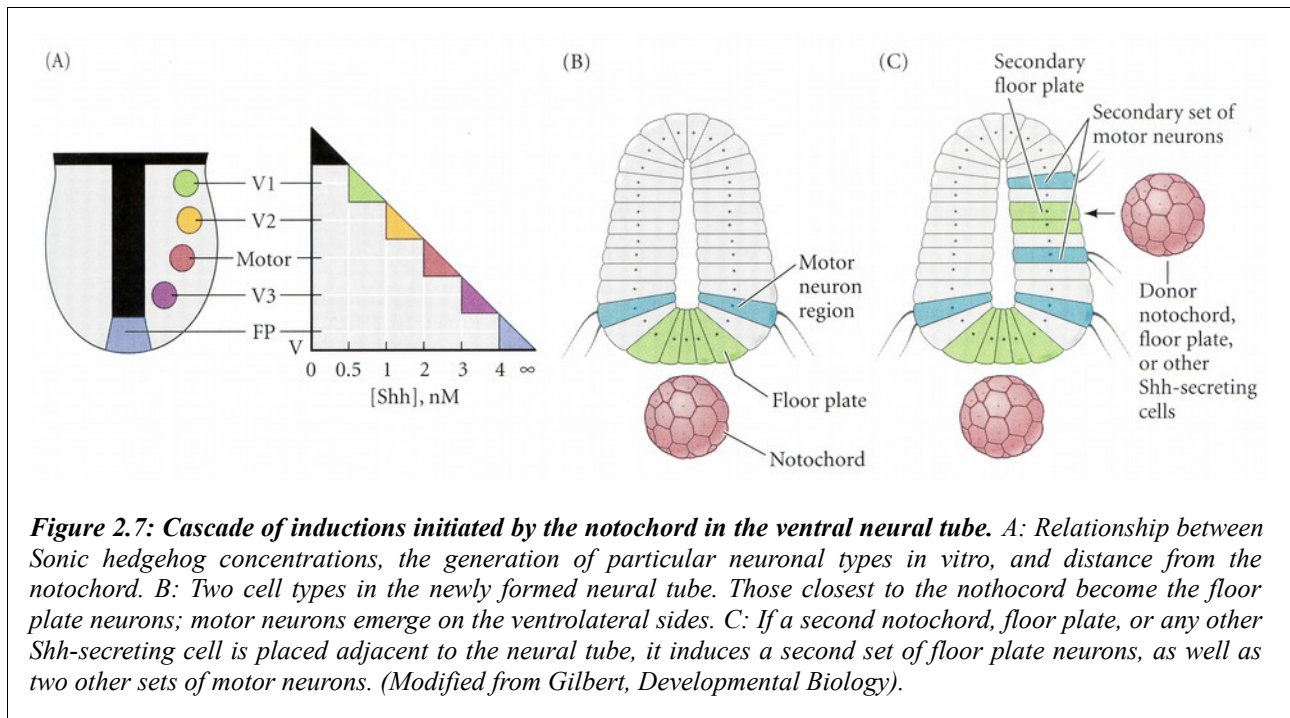 (A)
V1
V2
Motor
V3
FP
V
0 0.5 1 2 3 4 ∞
[Shh], nM
(B)
Motor
neuron
region
Floor plate
Notochord
(C)
Secondary
floor plate
Secondary set of
motor neurons
Donor
notochord,
floor plate,
or other
Shh-secreting
cells
Figure 2.7: Cascade of inductions initiated by the notochord in the ventral neural tube. A: Relationship between
Sonic hedgehog concentrations, the generation of particular neuronal types in vitro, and distance from the
notochord. B: Two cell types in the newly formed neural tube. Those closest to the nothocord become the floor
plate neurons; motor neurons emerge on the ventrolateral sides. C: If a second notochord, floor plate, or any other
Shh-secreting cell is placed adjacent to the neural tube, it induces a second set of floor plate neurons, as well as
two other sets of motor neurons. (Modified from Gilbert, Developmental Biology).